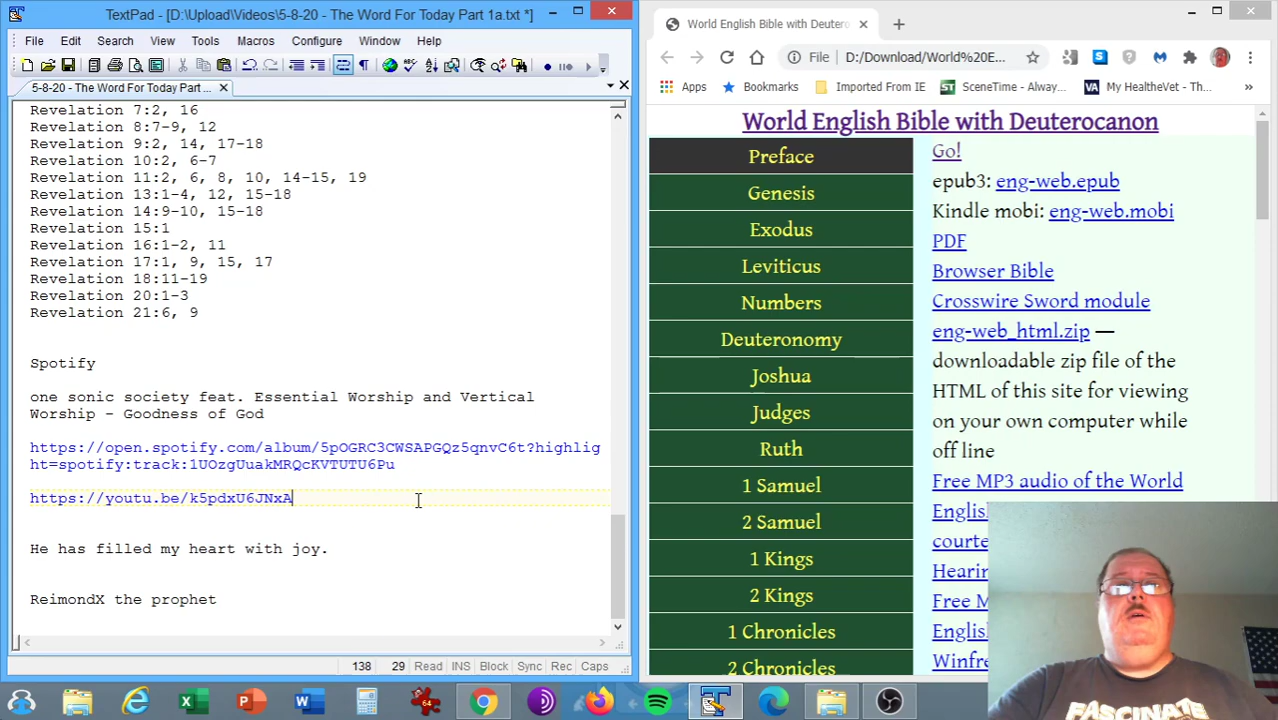 TextPad - [D:\Upload\Videos\5-8-20 - The Word For Today Part 1a.txt *]
File Edit Search View Tools Macros Configure Window Help
5-8-20 - The Word For Today Part ...
Revelation 7:2, 16
Revelation 8:7-9, 12
Revelation 9:2, 14, 17-18
Revelation 10:2, 6-7
Revelation 11:2, 6, 8, 10, 14-15, 19
Revelation 13:1-4, 12, 15-18
Revelation 14:9-10, 15-18
Revelation 15:1
Revelation 16:1-2, 11
Revelation 17:1, 9, 15, 17
Revelation 18:11-19
Revelation 20:1-3
Revelation 21:6, 9
Spotify
one sonic society feat. Essential Worship and Vertical
Worship - Goodness of God
https://open.spotify.com/album/5pOGRC3CWSAPGQz5qnvC6t?highlig
ht=spotify:track:1UOzgUuakMRQcKVTUTU6Pu
https://youtu.be/k5pdxU6JNxA
He has filled my heart with joy.
ReimondX the prophet
138 29 Read INS Block Sync Rec Caps
World English Bible with Deutero
File D:/Download/World%20E...
Apps Bookmarks Imported From IE SceneTime - Alway... My HealtheVet - Th... »
World English Bible with Deuterocanon
Preface
Genesis
Exodus
Leviticus
Numbers
Deuteronomy
Joshua
Judges
Ruth
1 Samuel
2 Samuel
1 Kings
2 Kings
1 Chronicles
2 Chronicles
Go!
epub3: eng-web.epub
Kindle mobi: eng-web.mobi
PDF
Browser Bible
Crosswire Sword module
eng-web_html.zip —
downloadable zip file of the
HTML of this site for viewing
on your own computer while
off line
Free MP3 audio of the World
English
courte
Hearin
Free M
English
Winfre
FASCINATE
64